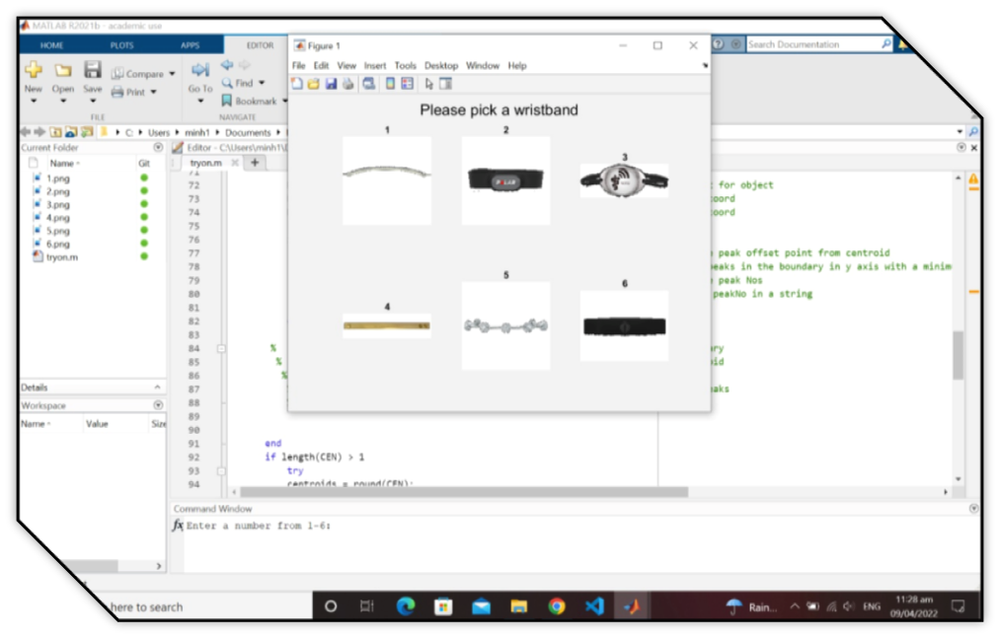 MATLAB R2021b - academic use
HOME PLOTS APPS EDITOR
Search Documentation
New Open Save Compare Print
Go To Find Bookmark
FILE NAVIGATE
C: Users minh1 Documents
Current Folder
Name Git
1.png
2.png
3.png
4.png
5.png
6.png
tryon.m
Details
Workspace
Name Value Size
Editor - C:\Users\minh1\
tryon.m
Figure 1
File Edit View Insert Tools Desktop Window Help
Please pick a wristband
1 2 3
POLAR
4 5 6
71
72 for object
73 coord
74 coord
75
76
77 peak offset point from centroid
78 peaks in the boundary in y axis with a minim
79 peak Nos
80 peakNo in a string
81
82
83
84 %
85 %
86 %
87
88
89
90
91 end
92 if length(CEN) > 1
93 try
94 centroids = round(CEN);
Command Window
fx Enter a number from 1-6:
here to search
Rain... ENG 11:28 am
09/04/2022